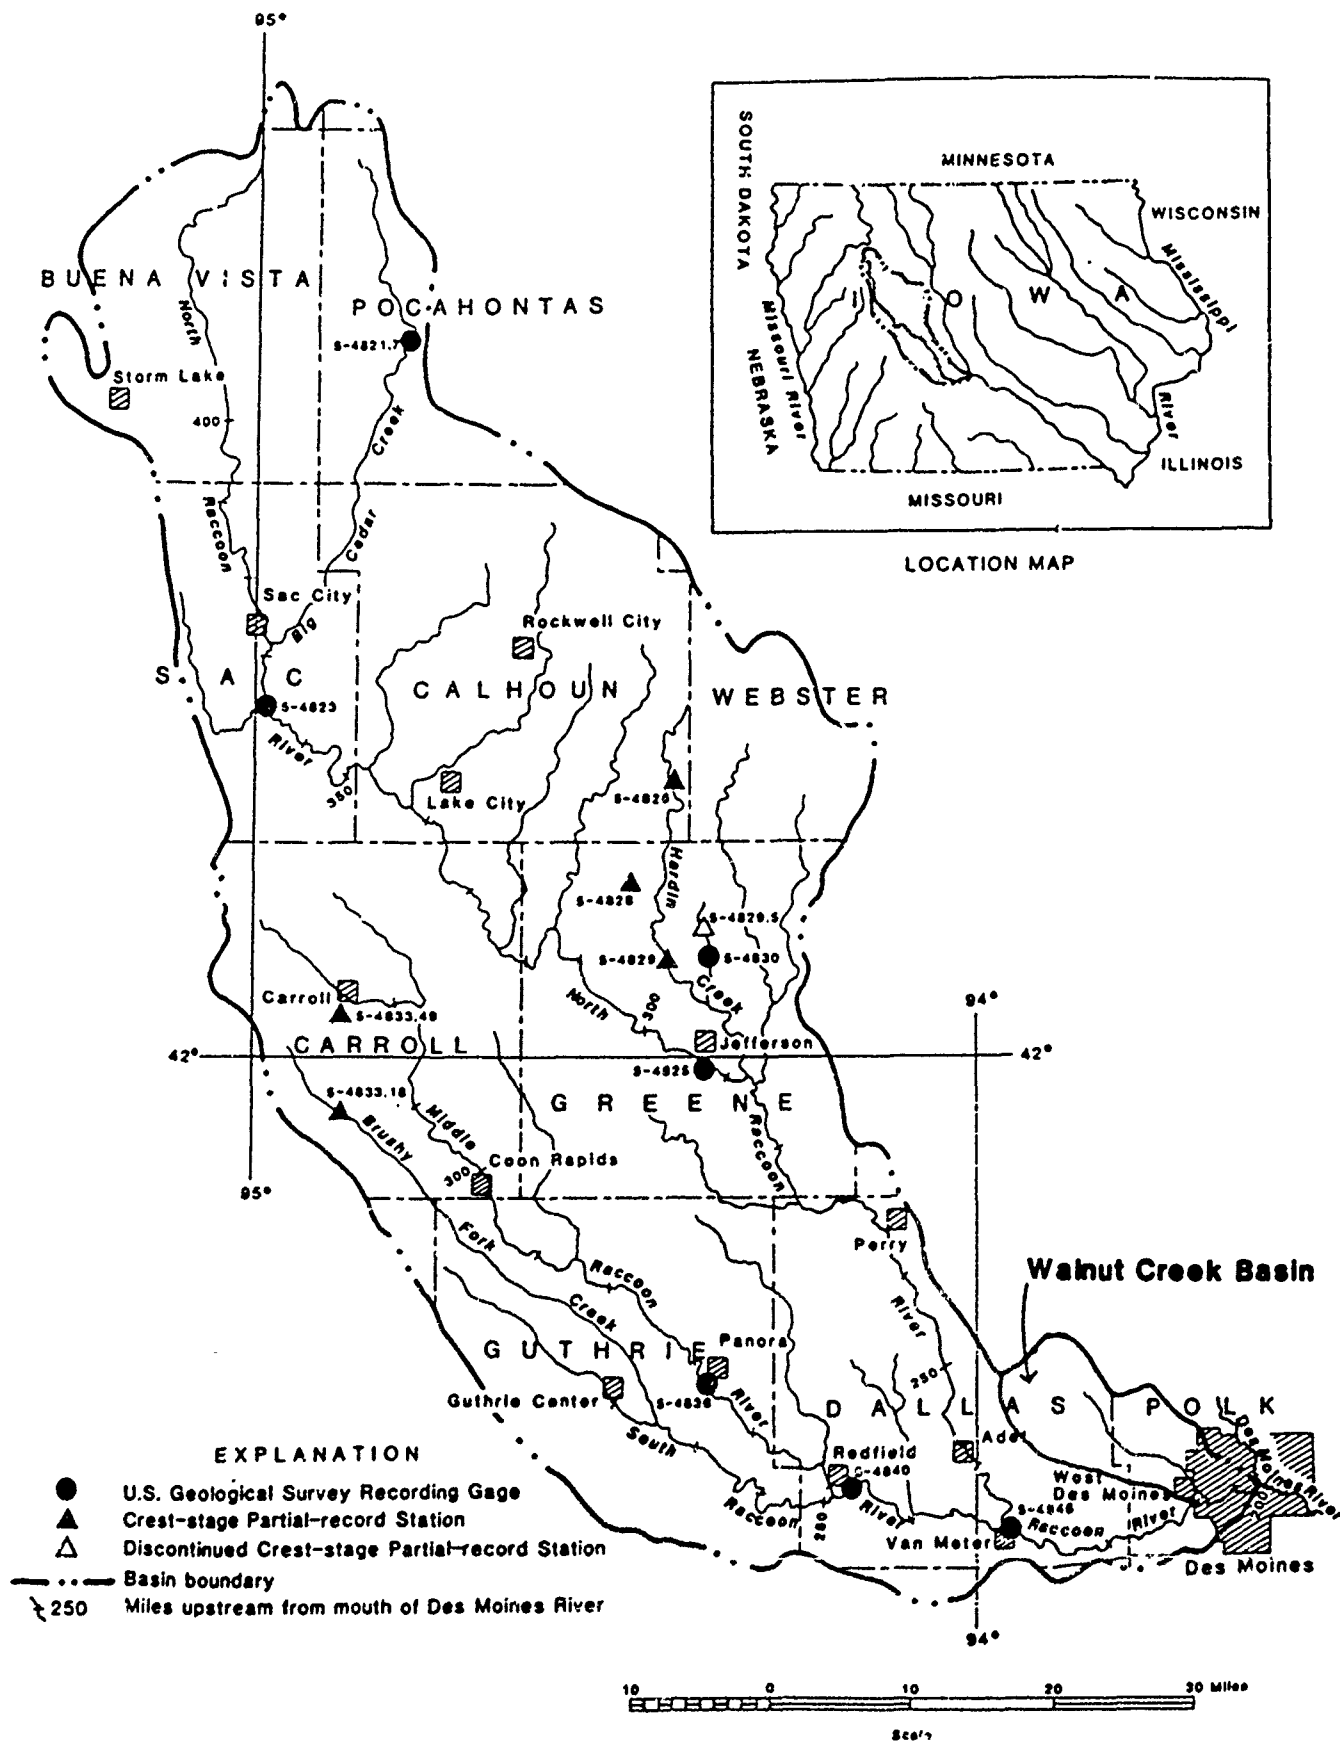 95°
SOUTH DAKOTA
MINNESOTA
WISCONSIN
Mississippi
River
I O W A
Missouri River
NEBRASKA
ILLINOIS
MISSOURI
LOCATION MAP
BUENA VISTA
POCAHONTAS
North
S-4821.7
Storm Lake
400
Creek
Raccoon
Cedar
Sac City
Big
Rockwell City
S A C
CALHOUN
WEBSTER
S-4823
River
350
Lake City
S-4826
Hardin
S-4828
S-4829.5
S-4829
S-4830
Creek
North
300
94°
Carroll
S-4833.49
Jefferson
CARROLL
42°
42°
S-4825
S-4833.18
GREENE
Brushy
Middle
Raccoon
Coon Rapids
300
95°
Fork
Perry
Raccoon
Walnut Creek Basin
Creek
River
GUTHRIE
Panora
250
Guthrie Center
S-4836
River
DALLAS
POLK
South
Redfield
Adel
Des Moines River
-4840
West
Des Moines
200
Raccoon
250
River
S-4846
Van Meter
Raccoon
River
Des Moines
EXPLANATION
U.S. Geological Survey Recording Gage
Crest-stage Partial-record Station
Discontinued Crest-stage Partial-record Station
Basin boundary
250 Miles upstream from mouth of Des Moines River
94°
10 0 10 20 30 Miles